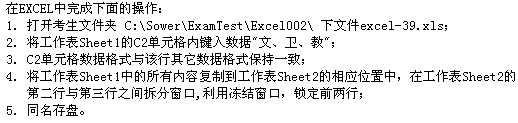 在EXCEL中完成下面的操作：
1. 打开考生文件夹 C:\Sower\ExamTest\Excel002\ 下文件excel-39.xls；
2. 将工作表Sheet1的C2单元格内键入数据"文、卫、教"；
3. C2单元格数据格式与该行其它数据格式保持一致；
4. 将工作表Sheet1中的所有内容复制到工作表Sheet2的相应位置中，在工作表Sheet2的
第二行与第三行之间拆分窗口,利用冻结窗口，锁定前两行；
5. 同名存盘。